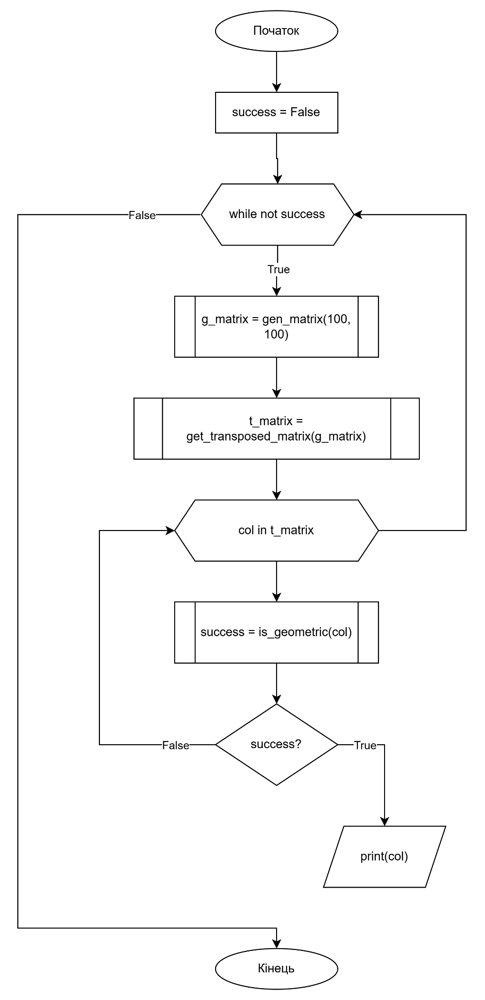 Початок
success = False
while not success
False
True
g_matrix = gen_matrix(100,
100)
t_matrix =
get_transposed_matrix(g_matrix)
col in t_matrix
success = is_geometric(col)
success?
False
True
print(col)
Кінець